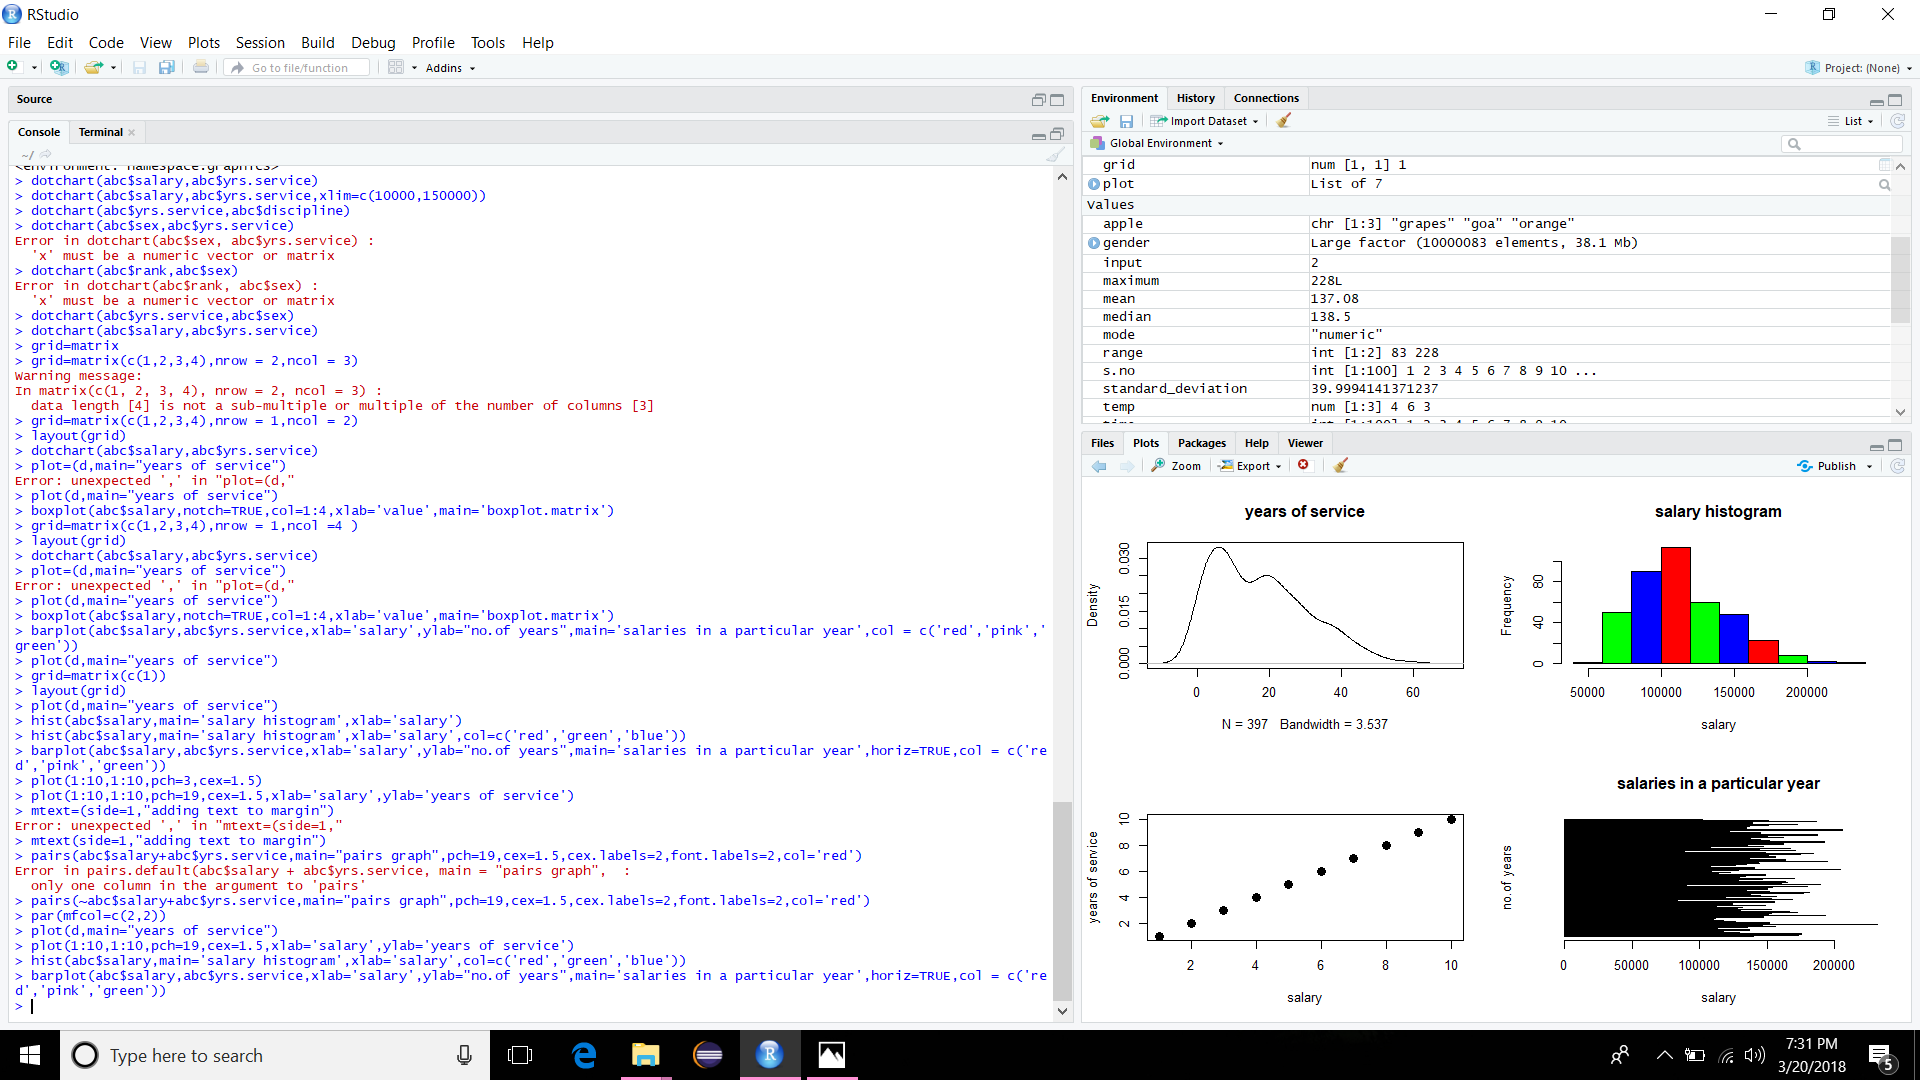 RStudio
File Edit Code View Plots Session Build Debug Profile Tools Help
Go to file/function Addins Project: (None)
Source
Console Terminal
~/
<environment: namespace:graphics>
> dotchart(abc$salary,abc$yrs.service)
> dotchart(abc$salary,abc$yrs.service,xlim=c(10000,150000))
> dotchart(abc$yrs.service,abc$discipline)
> dotchart(abc$sex,abc$yrs.service)
Error in dotchart(abc$sex, abc$yrs.service) :
'x' must be a numeric vector or matrix
> dotchart(abc$rank,abc$sex)
Error in dotchart(abc$rank, abc$sex) :
'x' must be a numeric vector or matrix
> dotchart(abc$yrs.service,abc$sex)
> dotchart(abc$salary,abc$yrs.service)
> grid=matrix
> grid=matrix(c(1,2,3,4),nrow = 2,ncol = 3)
Warning message:
In matrix(c(1, 2, 3, 4), nrow = 2, ncol = 3) :
data length [4] is not a sub-multiple or multiple of the number of columns [3]
> grid=matrix(c(1,2,3,4),nrow = 1,ncol = 2)
> layout(grid)
> dotchart(abc$salary,abc$yrs.service)
> plot=(d,main="years of service")
Error: unexpected ',' in "plot=(d,"
> plot(d,main="years of service")
> boxplot(abc$salary,notch=TRUE,col=1:4,xlab='value',main='boxplot.matrix')
> grid=matrix(c(1,2,3,4),nrow = 1,ncol =4 )
> layout(grid)
> dotchart(abc$salary,abc$yrs.service)
> plot=(d,main="years of service")
Error: unexpected ',' in "plot=(d,"
> plot(d,main="years of service")
> boxplot(abc$salary,notch=TRUE,col=1:4,xlab='value',main='boxplot.matrix')
> barplot(abc$salary,abc$yrs.service,xlab='salary',ylab="no.of years",main='salaries in a particular year',col = c('red','pink','
green'))
> plot(d,main="years of service")
> grid=matrix(c(1))
> layout(grid)
> plot(d,main="years of service")
> hist(abc$salary,main='salary histogram',xlab='salary')
> hist(abc$salary,main='salary histogram',xlab='salary',col=c('red','green','blue'))
> barplot(abc$salary,abc$yrs.service,xlab='salary',ylab="no.of years",main='salaries in a particular year',horiz=TRUE,col = c('re
d','pink','green'))
> plot(1:10,1:10,pch=3,cex=1.5)
> plot(1:10,1:10,pch=19,cex=1.5,xlab='salary',ylab='years of service')
> mtext=(side=1,"adding text to margin")
Error: unexpected ',' in "mtext=(side=1,"
> mtext(side=1,"adding text to margin")
> pairs(abc$salary+abc$yrs.service,main="pairs graph",pch=19,cex=1.5,cex.labels=2,font.labels=2,col='red')
Error in pairs.default(abc$salary + abc$yrs.service, main = "pairs graph",  :
only one column in the argument to 'pairs'
> pairs(~abc$salary+abc$yrs.service,main="pairs graph",pch=19,cex=1.5,cex.labels=2,font.labels=2,col='red')
> par(mfcol=c(2,2))
> plot(d,main="years of service")
> plot(1:10,1:10,pch=19,cex=1.5,xlab='salary',ylab='years of service')
> hist(abc$salary,main='salary histogram',xlab='salary',col=c('red','green','blue'))
> barplot(abc$salary,abc$yrs.service,xlab='salary',ylab="no.of years",main='salaries in a particular year',horiz=TRUE,col = c('re
d','pink','green'))
>
Environment History Connections
Import Dataset List
Global Environment
grid num [1, 1] 1
plot List of 7
Values
apple chr [1:3] "grapes" "goa" "orange"
gender Large factor (10000083 elements, 38.1 Mb)
input 2
maximum 228L
mean 137.08
median 138.5
mode "numeric"
range int [1:2] 83 228
s.no int [1:100] 1 2 3 4 5 6 7 8 9 10 ...
standard_deviation 39.9994141371237
temp num [1:3] 4 6 3
time int [1:100] 1 2 3 4 5 6 7 8 9 10
Files Plots Packages Help Viewer
Zoom Export Publish
years of service
Density
0.000 0.015 0.030
0 20 40 60
N = 397 Bandwidth = 3.537
salary histogram
Frequency
0 40 80
50000 100000 150000 200000
salary
years of service
2 4 6 8 10
2 4 6 8 10
salary
salaries in a particular year
no.of years
0 50000 100000 150000 200000
salary
Type here to search
7:31 PM
3/20/2018
5